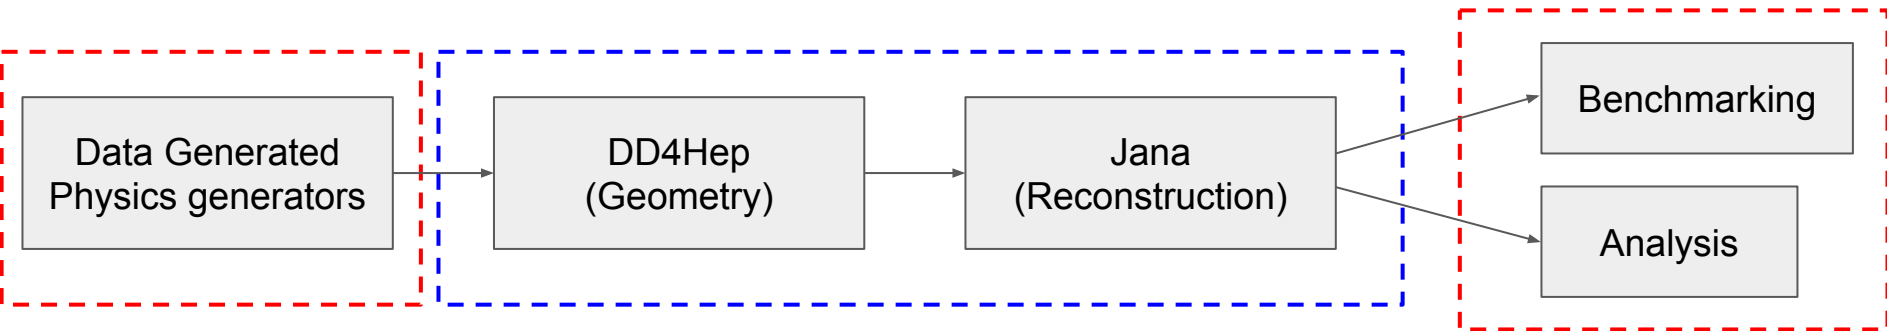 Data Generated
Physics generators
DD4Hep
(Geometry)
Jana
(Reconstruction)
Benchmarking
Analysis